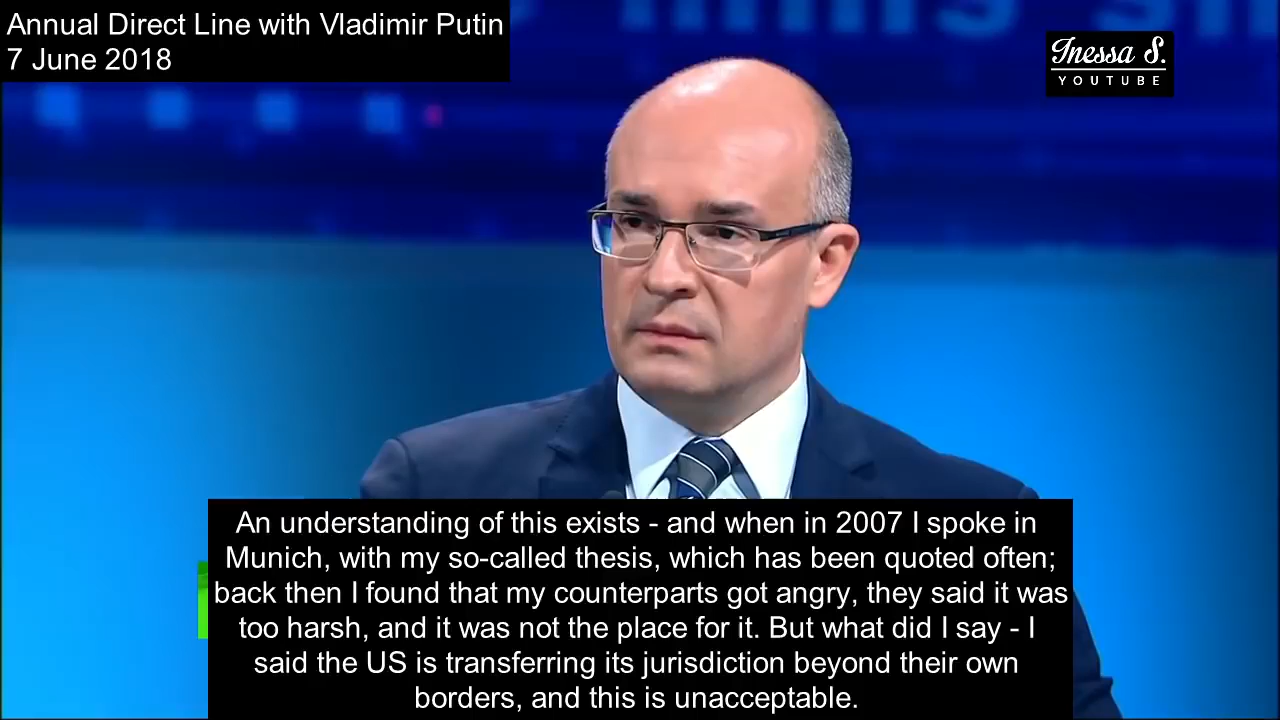 Annual Direct Line with Vladimir Putin
7 June 2018
Inessa S.
YOUTUBE
An understanding of this exists - and when in 2007 I spoke in
Munich, with my so-called thesis, which has been quoted often;
back then I found that my counterparts got angry, they said it was
too harsh, and it was not the place for it. But what did I say - I
said the US is transferring its jurisdiction beyond their own
borders, and this is unacceptable.